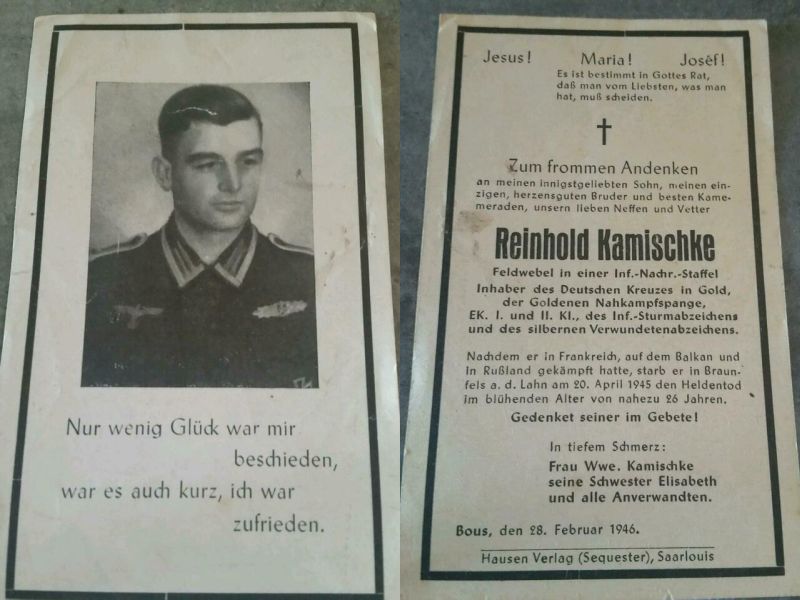 Nur wenig Glück war mir
beschieden,
war es auch kurz, ich war
zufrieden.
Jesus! Maria! Josef!
Es ist bestimmt in Gottes Rat,
daß man vom Liebsten, was man
hat, muß scheiden.
Zum frommen Andenken
an meinen innigstgeliebten Sohn, meinen ein-
zigen, herzensguten Bruder und besten Kame-
meraden, unsern lieben Neffen und Vetter
Reinhold Kamischke
Feldwebel in einer Inf.-Nachr.-Staffel
Inhaber des Deutschen Kreuzes in Gold,
der Goldenen Nahkampfspange,
EK. I. und II. Kl., des Inf.-Sturmabzeichens
und des silbernen Verwundetenabzeichens.
Nachdem er in Frankreich, auf dem Balkan und
in Rußland gekämpft hatte, starb er in Braun-
fels a. d. Lahn am 20. April 1945 den Heldentod
im blühenden Alter von nahezu 26 Jahren.
Gedenket seiner im Gebete!
In tiefem Schmerz:
Frau Wwe. Kamischke
seine Schwester Elisabeth
und alle Anverwandten.
Bous, den 28. Februar 1946.
Hausen Verlag (Sequester), Saarlouis